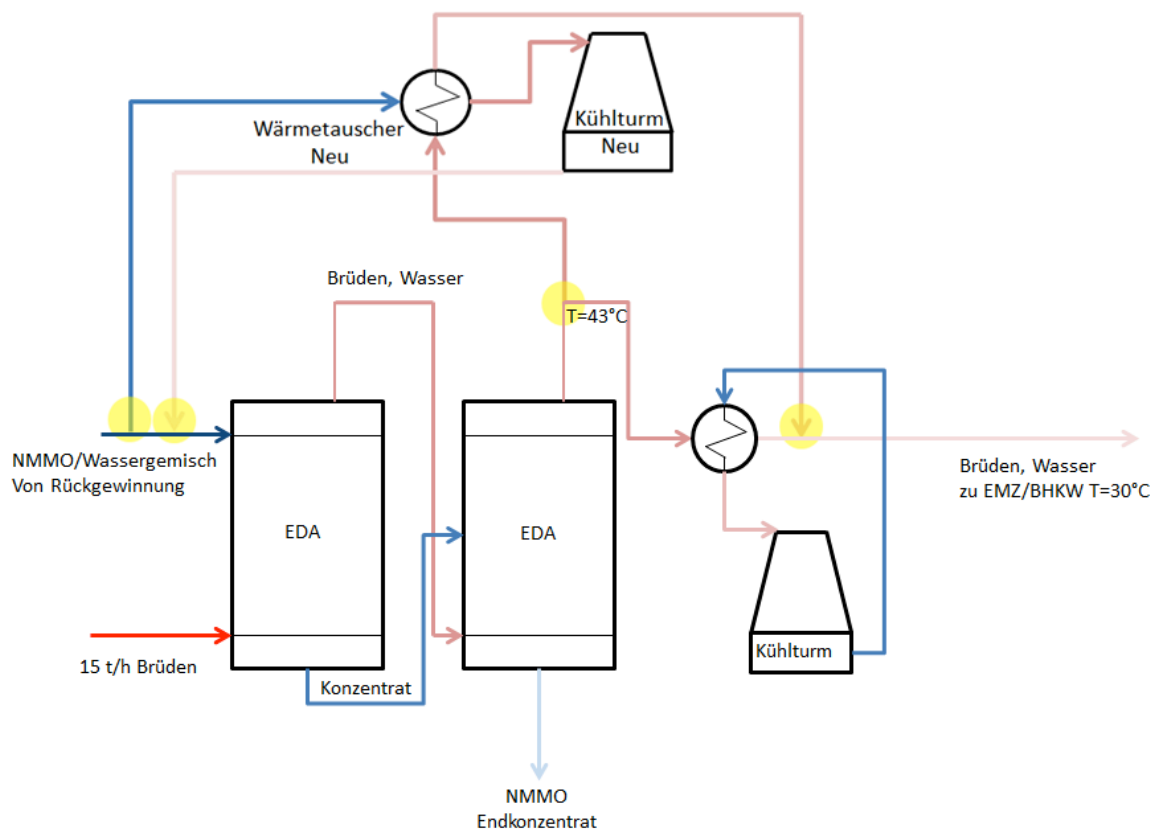 Wärmetauscher
Neu
Kühlturm
Neu
Brüden, Wasser
T=43°C
NMMO/Wassergemisch
Von Rückgewinnung
Brüden, Wasser
zu EMZ/BHKW T=30°C
EDA
EDA
15 t/h Brüden
Kühlturm
Konzentrat
NMMO
Endkonzentrat